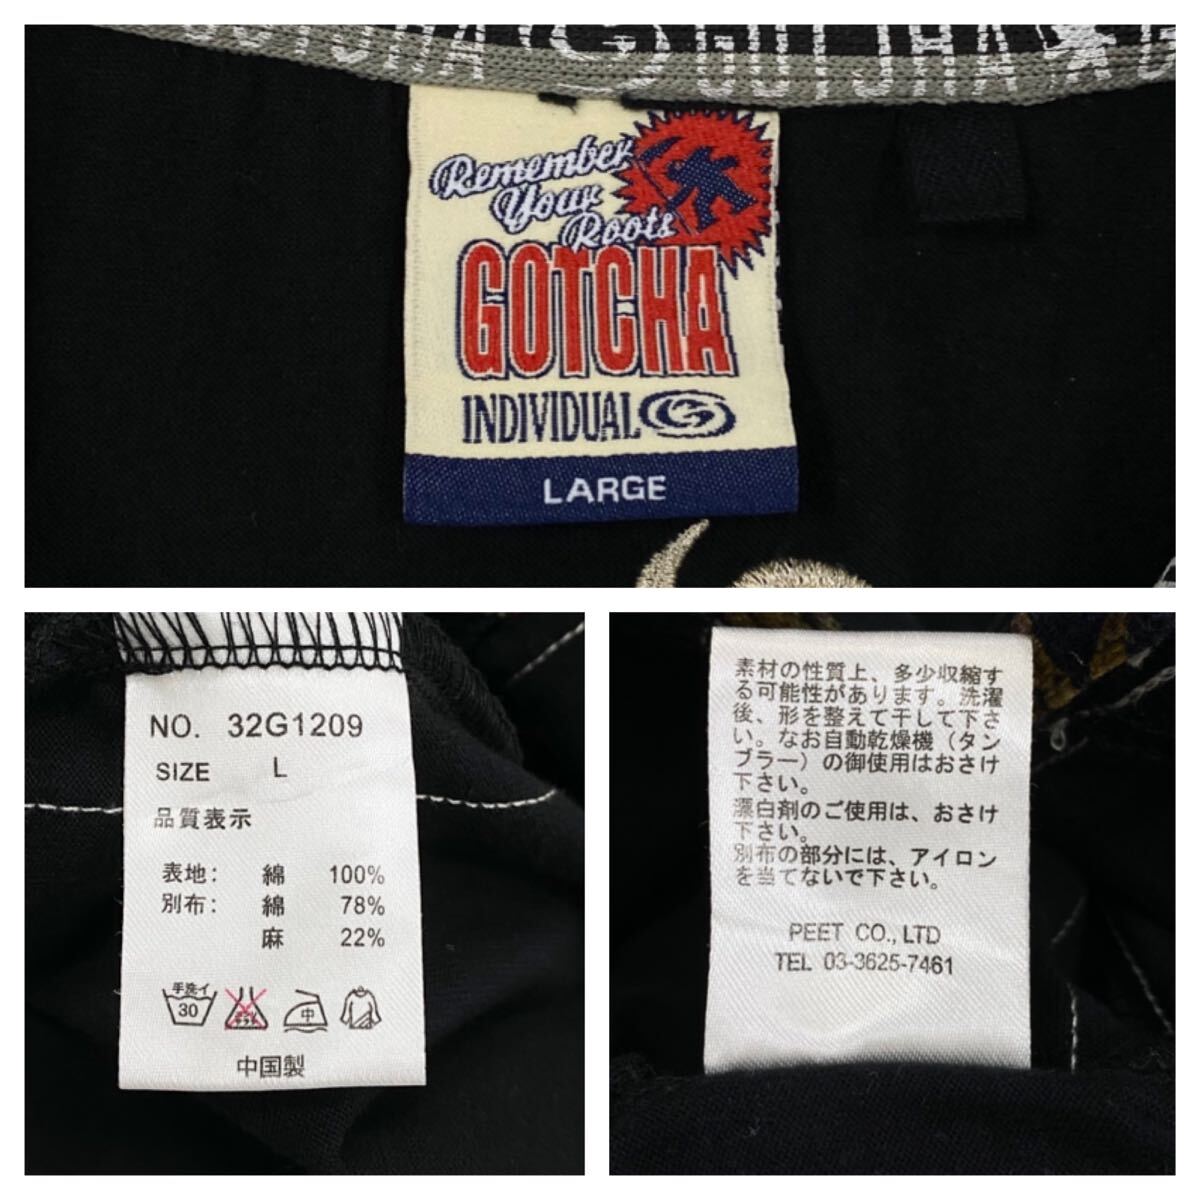 GOTCHA GOTCHA
Remember
Your
Roots
GOTCHA
INDIVIDUAL
LARGE
NO. 32G1209
SIZE L
品質表示
表地: 綿 100%
別布: 綿 78%
麻 22%
手洗イ
30
中
中国製
素材の性質上、多少収縮す
る可能性があります。洗濯
後、形を整えて干して下さ
い。なお自動乾燥機(タン
ブラー)の御使用はおさけ
下さい。
漂白剤のご使用は、おさけ
下さい。
別布の部分には、アイロン
を当てないで下さい。
PEET CO.,LTD
TEL 03-3625-7461